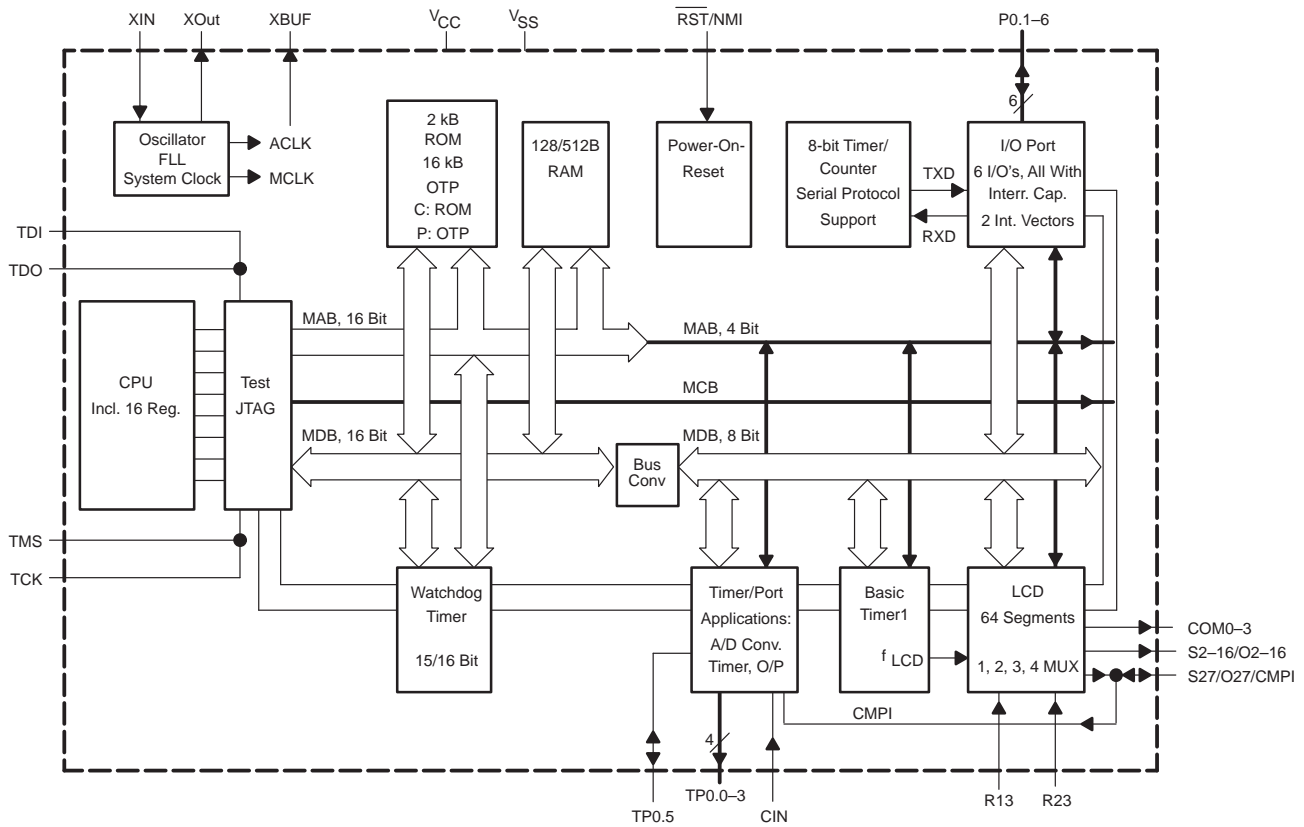 XIN
XOut
XBUF
VCC
VSS
RST/NMI
P0.1–6
6
Oscillator
FLL
System Clock
ACLK
MCLK
2 kB
ROM
16 kB
OTP
C: ROM
P: OTP
128/512B
RAM
Power-On-
Reset
8-bit Timer/
Counter
Serial Protocol
Support
TXD
RXD
I/O Port
6 I/O's, All With
Interr. Cap.
2 Int. Vectors
TDI
TDO
CPU
Incl. 16 Reg.
Test
JTAG
MAB, 16 Bit
MAB, 4 Bit
MCB
MDB, 16 Bit
Bus
Conv
MDB, 8 Bit
TMS
TCK
Watchdog
Timer
15/16 Bit
Timer/Port
Applications:
A/D Conv.
Timer, O/P
Basic
Timer1
f LCD
LCD
64 Segments
1, 2, 3, 4 MUX
COM0–3
S2–16/O2–16
S27/O27/CMPI
CMPI
4
TP0.5
TP0.0–3
CIN
R13
R23